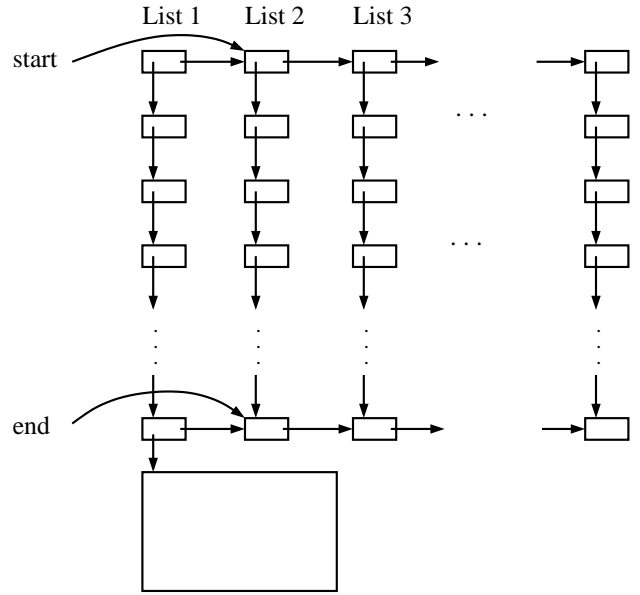 List 1 List 2 List 3
start
. . .
. . .
end